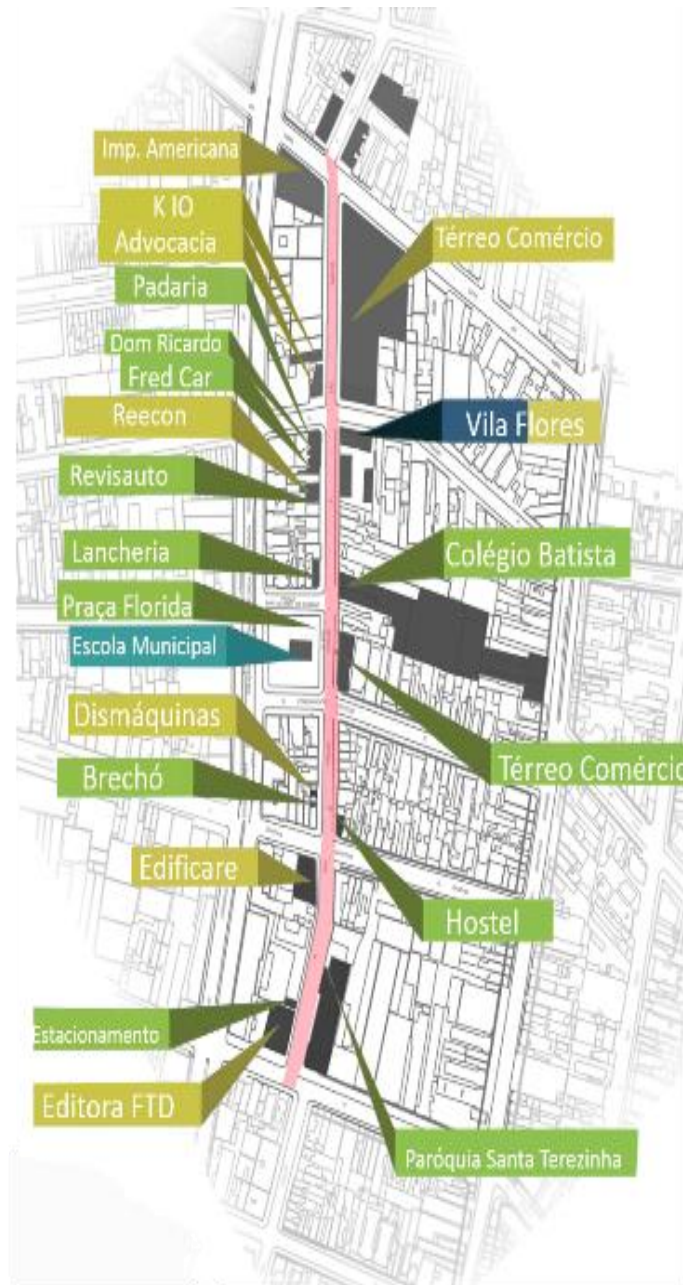 Imp. Americana
K IO
Advocacia
Térreo Comércio
Padaria
Dom Ricardo
Fred Car
Reecon
Vila Flores
Revisauto
Lancheria
Colégio Batista
Praça Florida
Escola Municipal
Dismáquinas
Térreo Comércio
Brechó
Edificare
Hostel
Estacionamento
Editora FTD
Paróquia Santa Terezinha